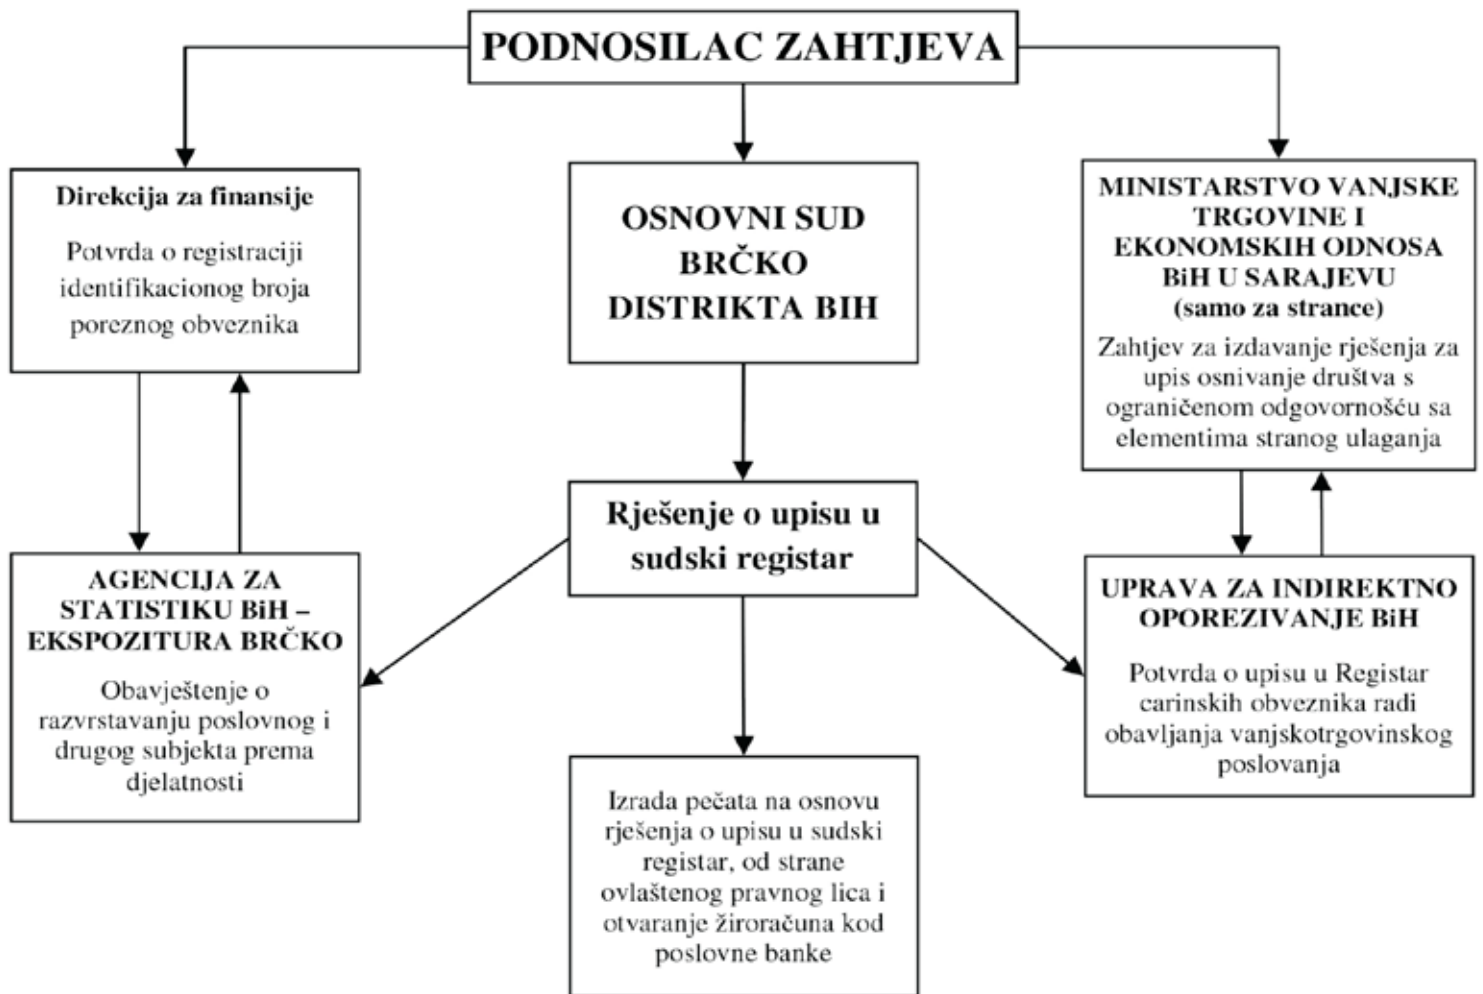 PODNOSILAC ZAHTJEVA
Direkcija za finansije
Potvrda o registraciji
identifikacionog broja
poreznog obveznika
OSNOVNI SUD
BRČKO
DISTRIKTA BIH
MINISTARSTVO VANJSKE
TRGOVINE I
EKONOMSKIH ODNOSA
BiH U SARAJEVU
(samo za strance)
Zahtjev za izdavanje rješenja za
upis osnivanje društva s
ograničenom odgovornošću sa
elementima stranog ulaganja
Rješenje o upisu u
sudski registar
AGENCIJA ZA
STATISTIKU BiH –
EKSPOZITURA BRČKO
Obavještenje o
razvrstavanju poslovnog i
drugog subjekta prema
djelatnosti
UPRAVA ZA INDIREKTNO
OPOREZIVANJE BiH
Potvrda o upisu u Registar
carinskih obveznika radi
obavljanja vanjskotrgovinskog
poslovanja
Izrada pečata na osnovu
rješenja o upisu u sudski
registar, od strane
ovlaštenog pravnog lica i
otvaranje žiroračuna kod
poslovne banke